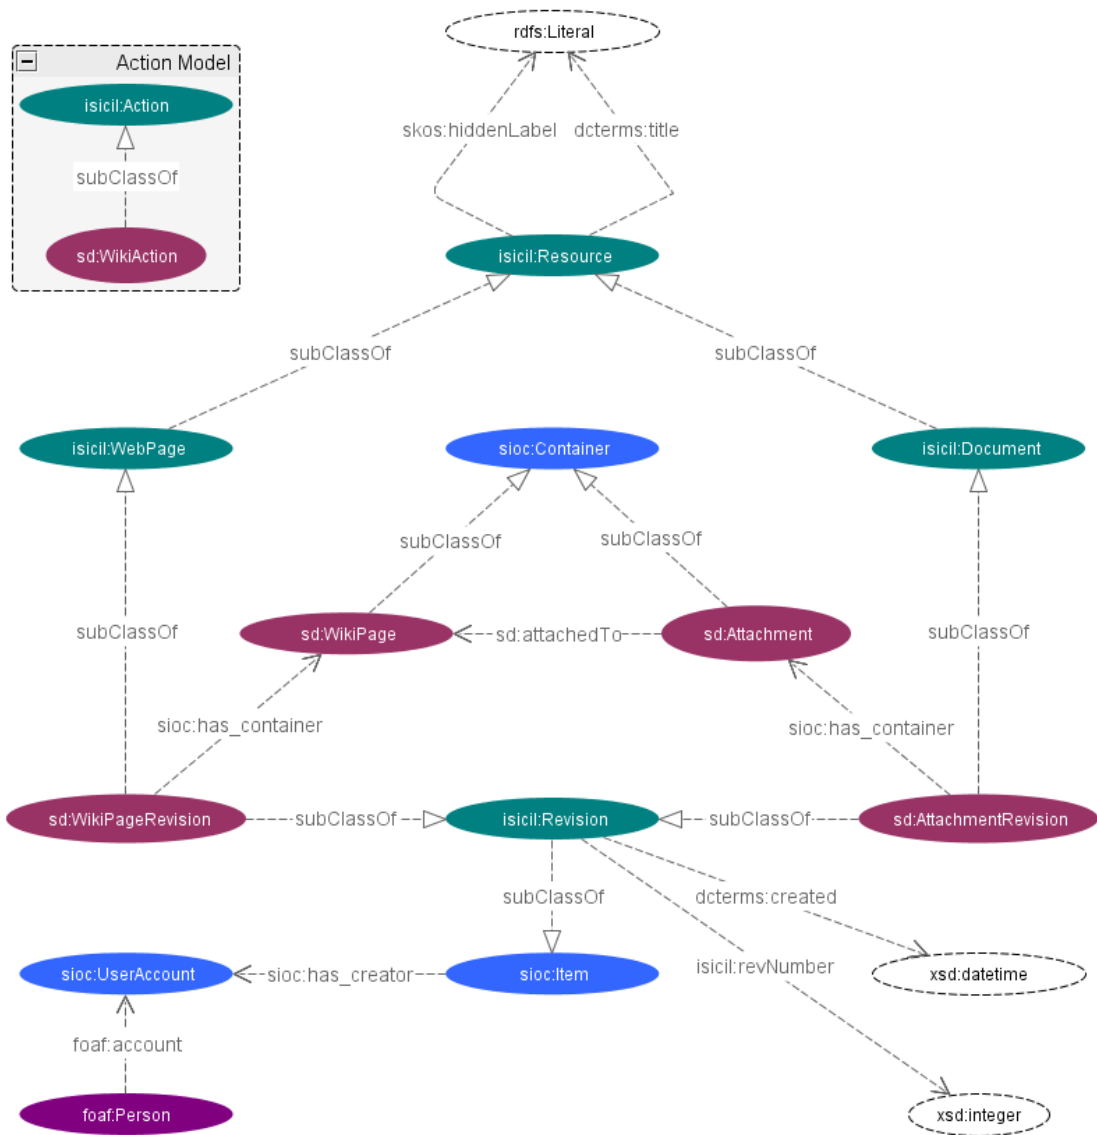 rdfs:Literal
Action Model
isicil:Action
skos:hiddenLabel
dcterms:title
subClassOf
sd:WikiAction
isicil:Resource
subClassOf
subClassOf
isicil:WebPage
sioc:Container
isicil:Document
subClassOf
subClassOf
subClassOf
sd:WikiPage
sd:attachedTo
sd:Attachment
subClassOf
sioc:has_container
sioc:has_container
sd:WikiPageRevision
subClassOf
isicil:Revision
subClassOf
sd:AttachmentRevision
subClassOf
dcterms:created
sioc:UserAccount
sioc:has_creator
sioc:Item
isicil:revNumber
xsd:datetime
foaf:account
foaf:Person
xsd:integer